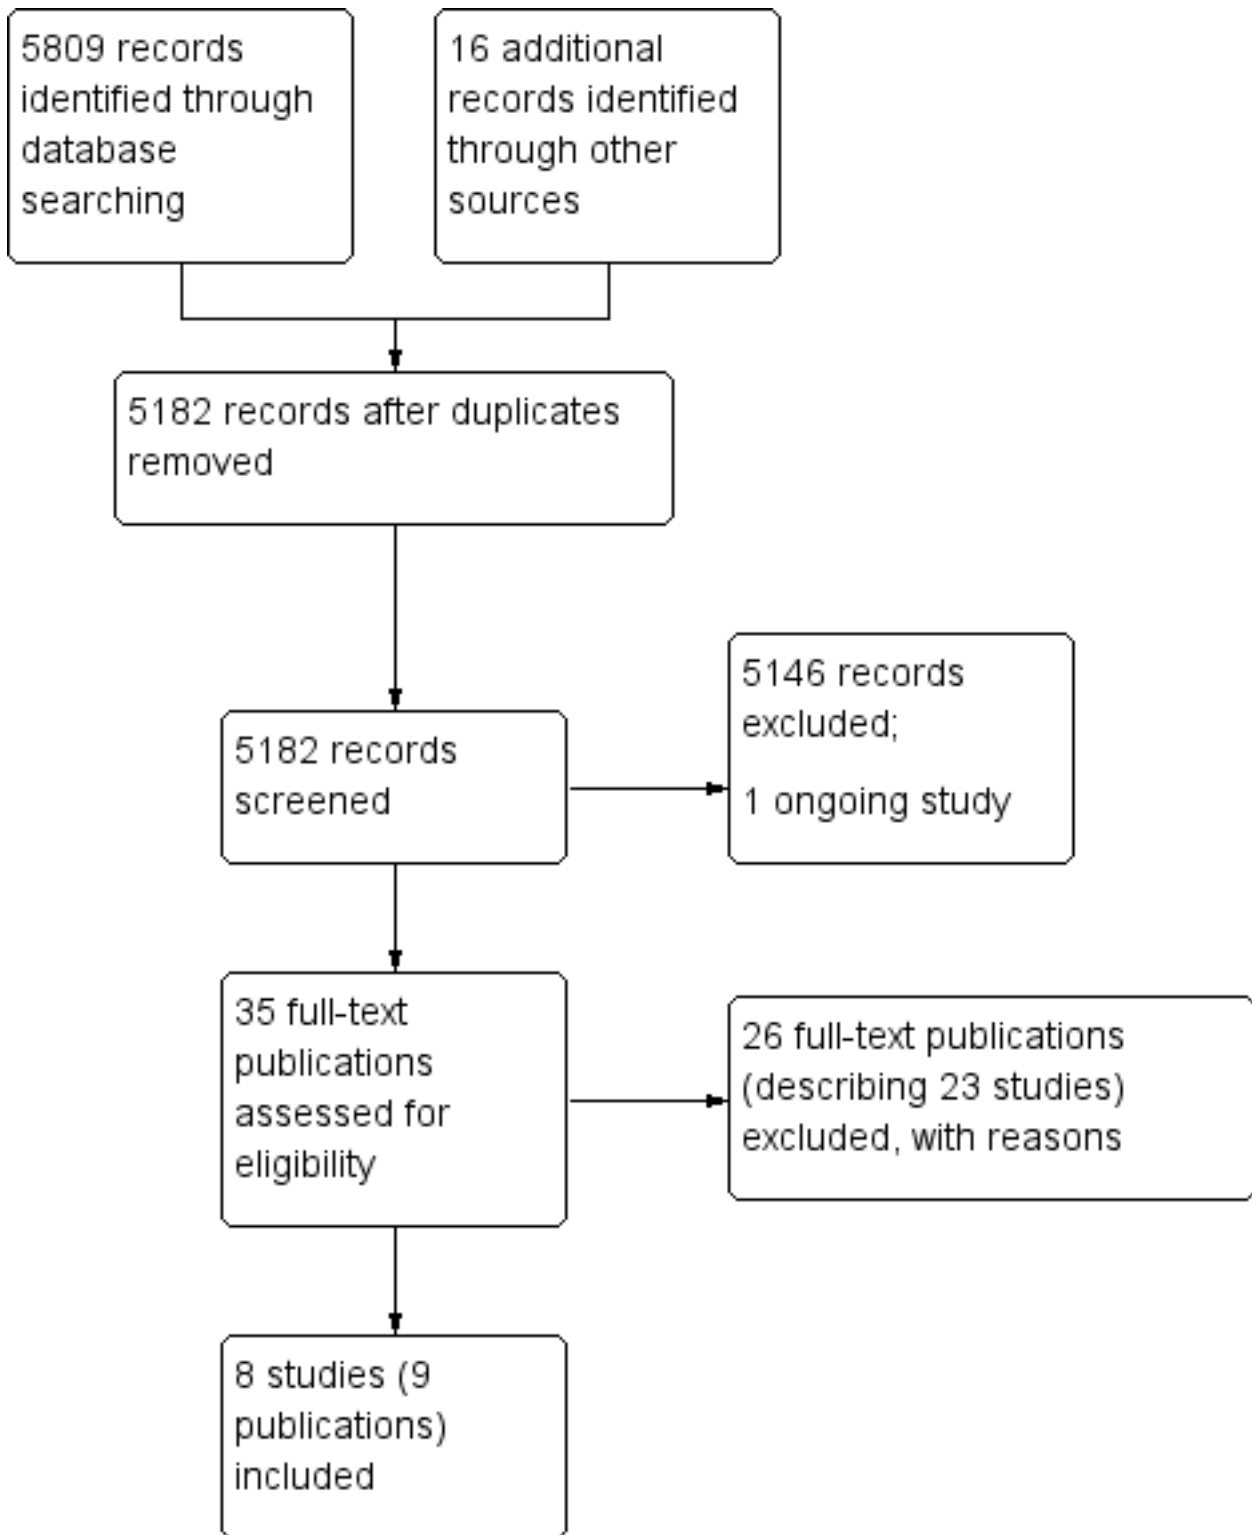 5809 records
identified through
database
searching
16 additional
records identified
through other
sources
5182 records after duplicates
removed
5182 records
screened
5146 records
excluded;
1 ongoing study
35 full-text
publications
assessed for
eligibility
26 full-text publications
(describing 23 studies)
excluded, with reasons
8 studies (9
publications)
included